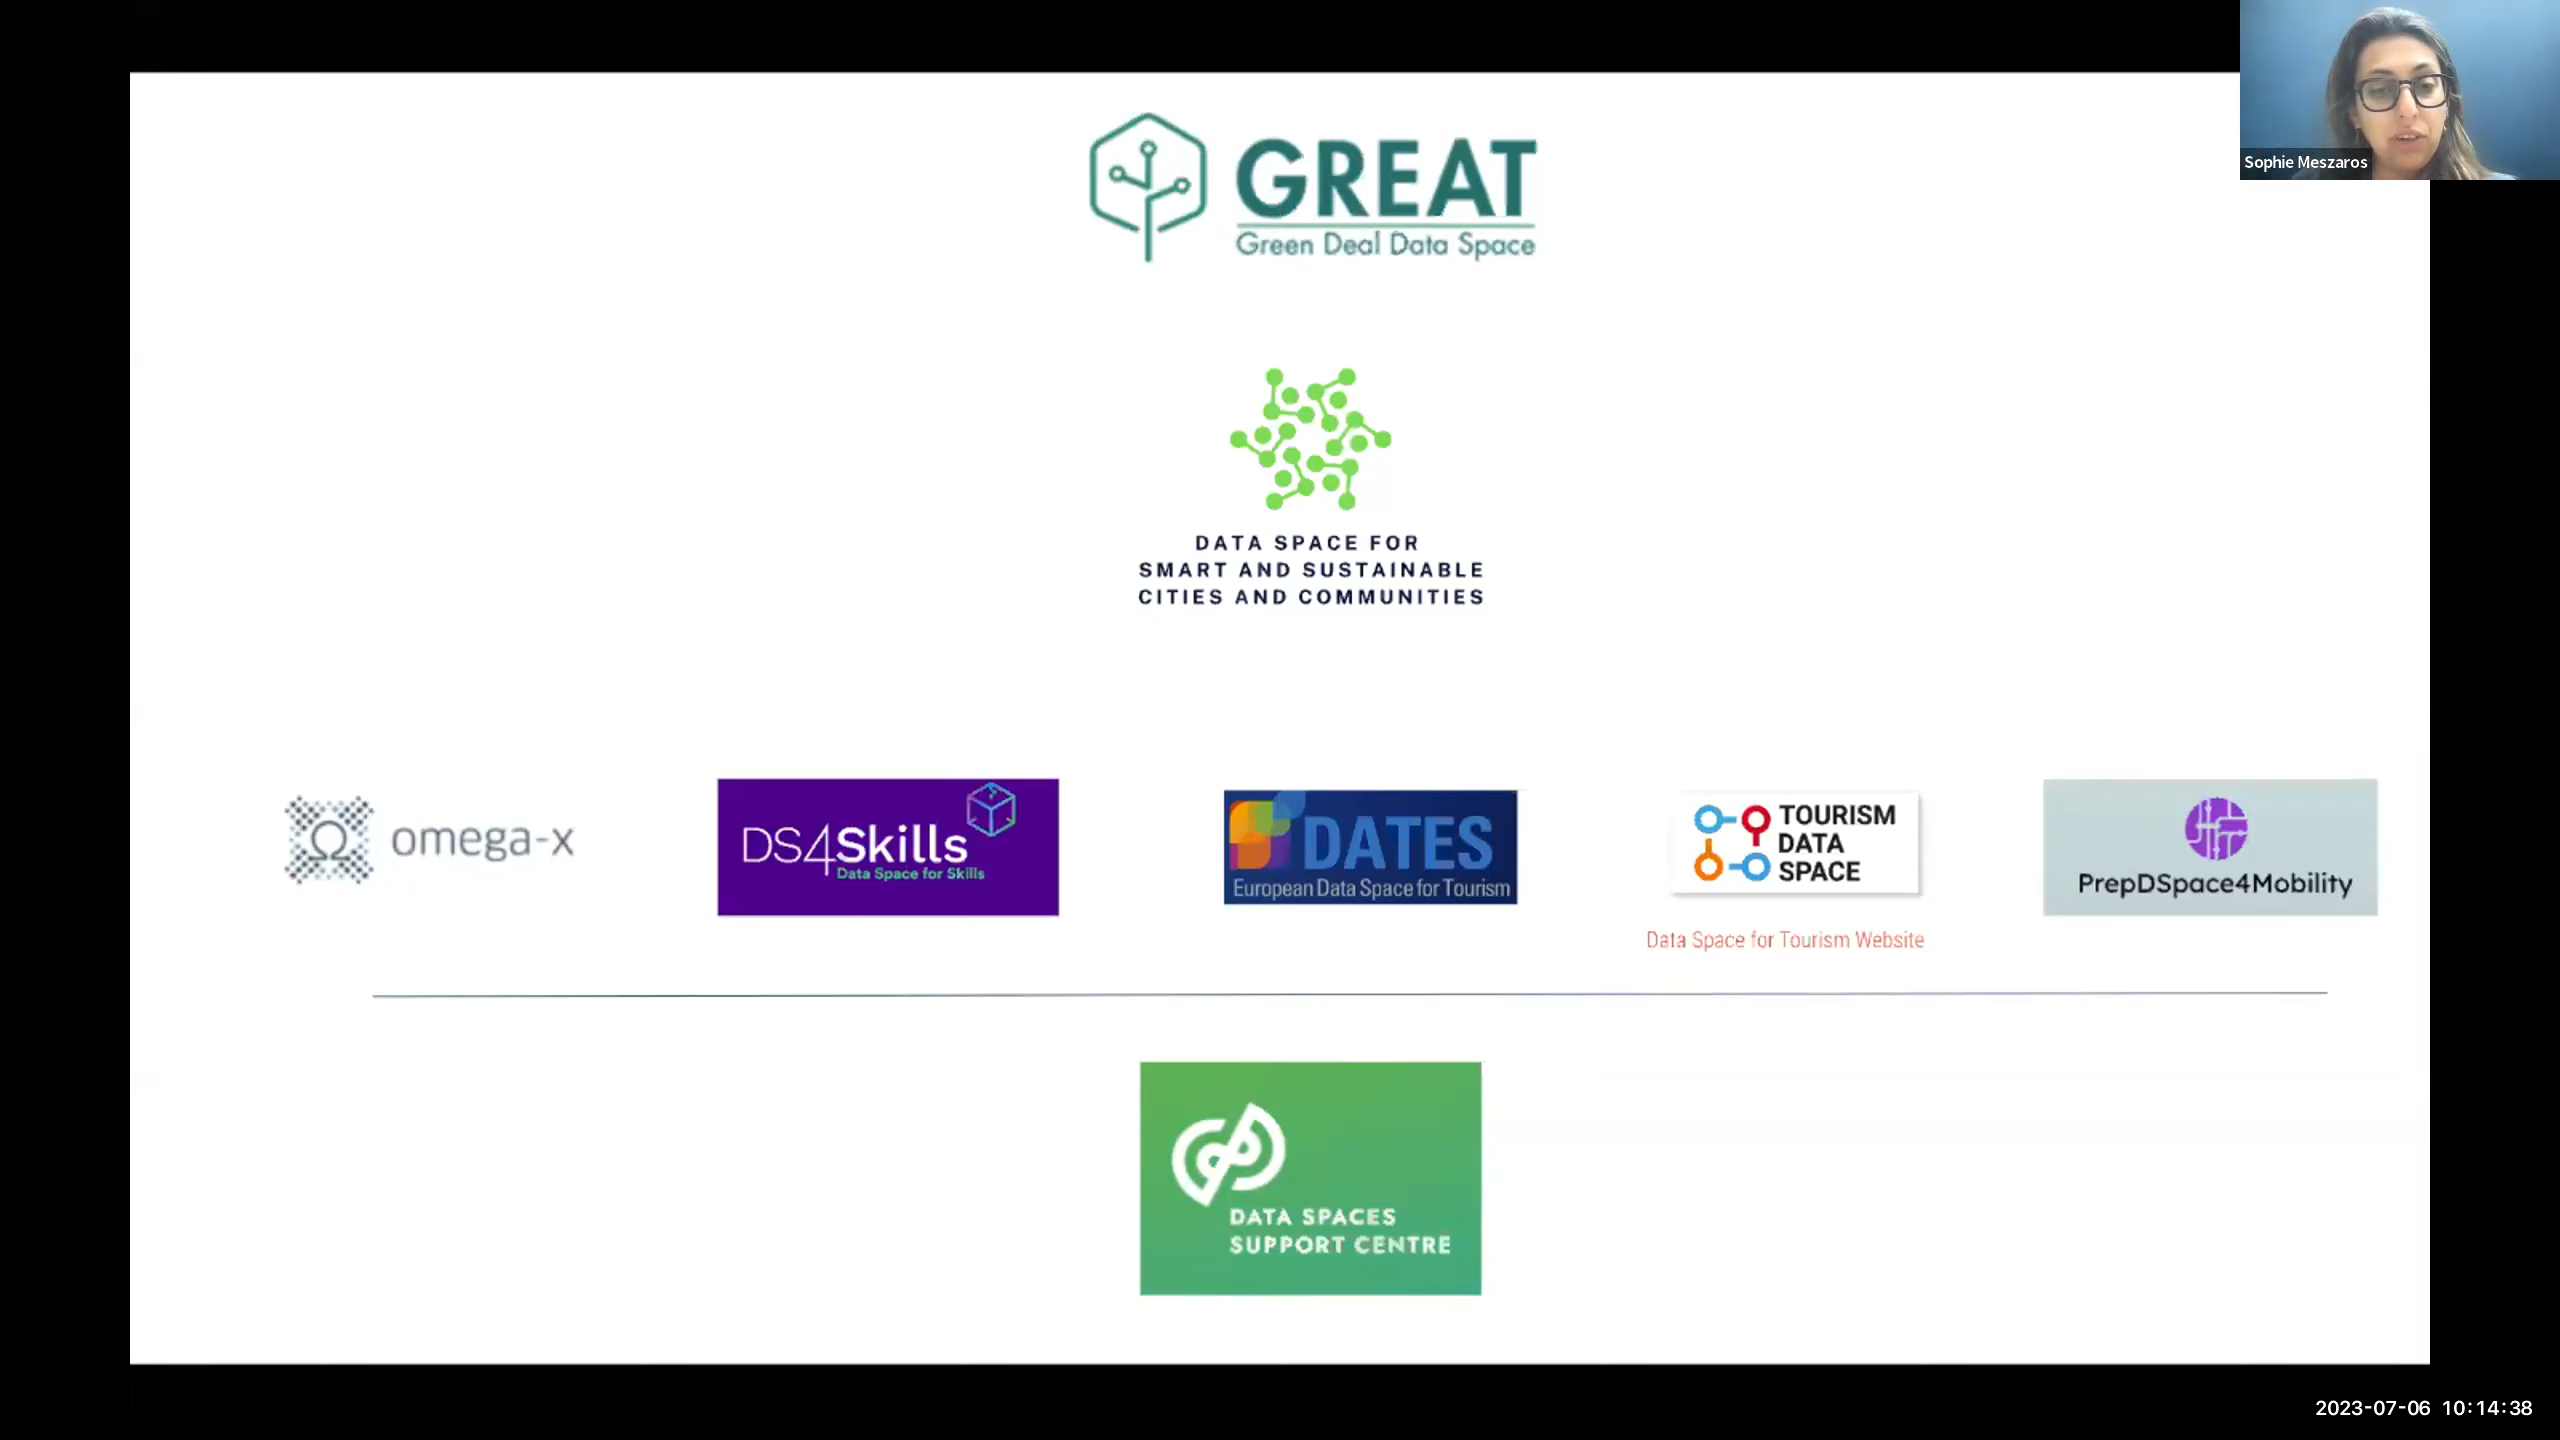 Sophie Meszaros
GREAT
Green Deal Data Space
DATA SPACE FOR
SMART AND SUSTAINABLE
CITIES AND COMMUNITIES
Ω omega-x
DS4Skills
Data Space for Skills
DATES
European Data Space for Tourism
TOURISM
DATA
SPACE
Data Space for Tourism Website
PrepDSpace4Mobility
DATA SPACES
SUPPORT CENTRE
2023-07-06 10:14:38